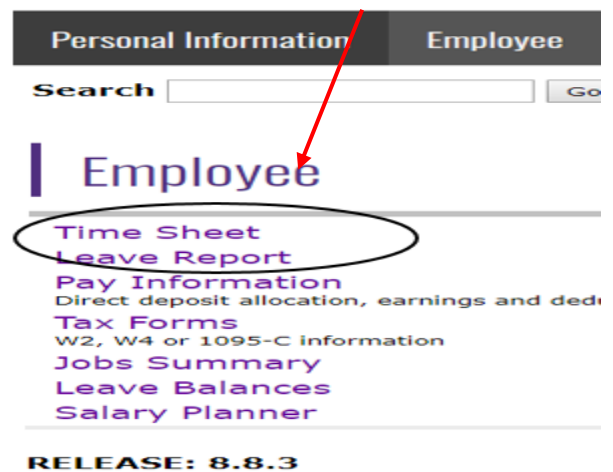 Personal Information Employee
Search Go
Employee
Time Sheet
Leave Report
Pay Information
Direct deposit allocation, earnings and dedu
Tax Forms
W2, W4 or 1095-C information
Jobs Summary
Leave Balances
Salary Planner
RELEASE: 8.8.3